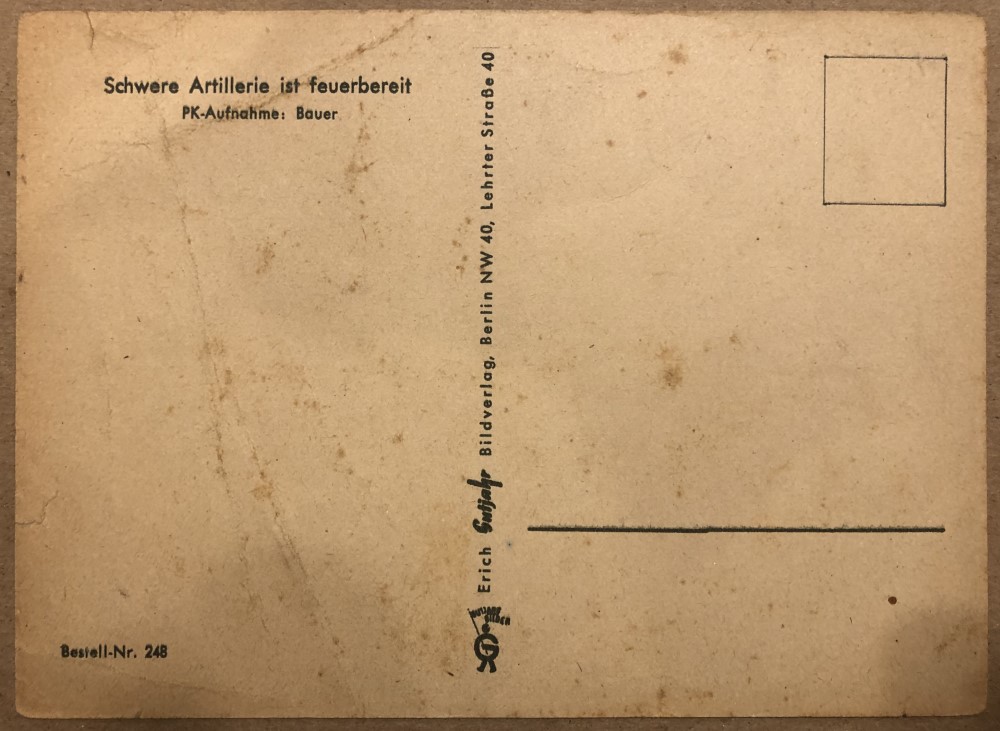 Schwere Artillerie ist feuerbereit
PK-Aufnahme: Bauer
Erich Gutjahr Bildverlag, Berlin NW 40, Lehrter Straße 40
Bestell-Nr. 248